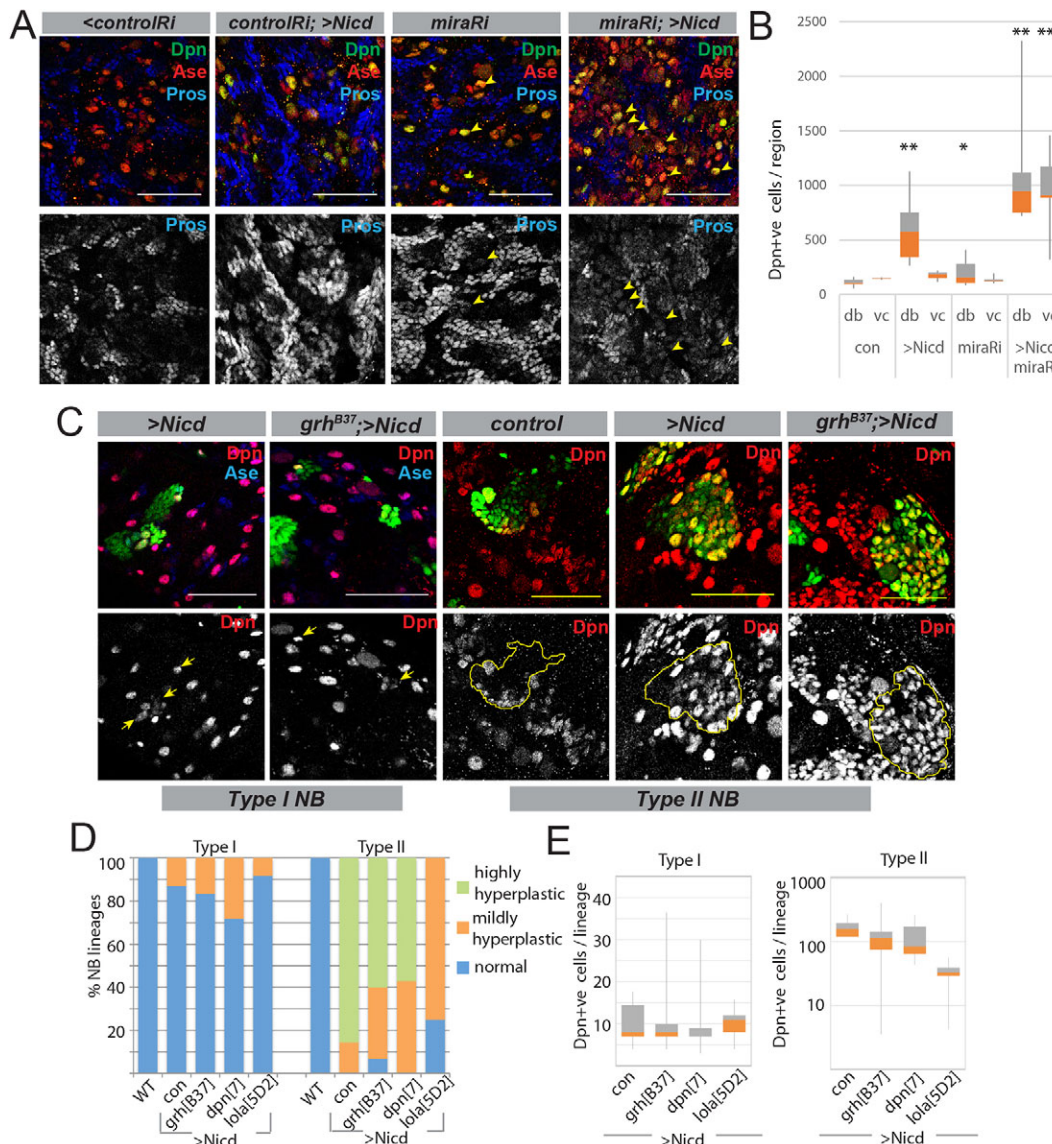 A
<controlRi
controlRi; >Nicd
miraRi
miraRi; >Nicd
Dpn
Ase
Pros
Dpn
Ase
Pros
Dpn
Ase
Pros
Dpn
Ase
Pros
Pros
Pros
Pros
Pros
B
Dpn+ve cells / region
2500
2000
1500
1000
500
0
**
*
**
**
db vc db vc db vc db vc
con
>Nicd
miraRi
>Nicd
miraR
C
>Nicd
grhB37;>Nicd
control
>Nicd
grhB37;>Nicd
Dpn
Ase
Dpn
Ase
Dpn
Dpn
Dpn
Dpn
Dpn
Dpn
Dpn
Dpn
Type I NB
Type II NB
D
Type I
Type II
% NB lineages
100
80
60
40
20
highly
hyperplastic
mildly
hyperplastic
normal
WT
con
grh[B37]
dpn[7]
lola[5D2]
>Nicd
WT
con
grh[B37]
dpn[7]
lola[5D2]
>Nicd
E
Type I
Dpn+ve cells / lineage
40
30
20
10
con
grh[B37]
dpn[7]
lola[5D2]
>Nicd
Type II
Dpn+ve cells / lineage
1000
100
10
con
grh[B37]
dpn[7]
lola[5D2]
>Nicd